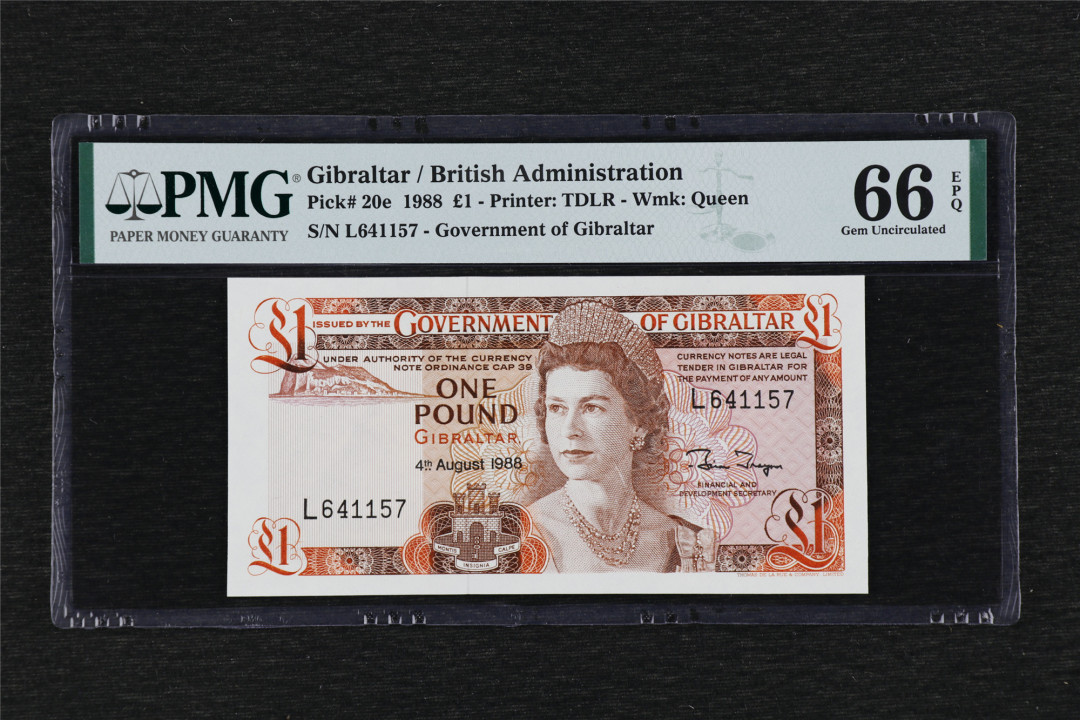 PMG®
PAPER MONEY GUARANTY
Gibraltar / British Administration
Pick# 20e 1988 £1 - Printer: TDLR - Wmk: Queen
S/N L641157 - Government of Gibraltar
66
EPQ
Gem Uncirculated
£1
ISSUED BY THE GOVERNMENT OF GIBRALTAR
£1
UNDER AUTHORITY OF THE CURRENCY
NOTE ORDINANCE CAP 39
CURRENCY NOTES ARE LEGAL
TENDER IN GIBRALTAR FOR
THE PAYMENT OF ANY AMOUNT
ONE
POUND
GIBRALTAR
4th August 1988
L641157
L641157
FINANCIAL AND
DEVELOPMENT SECRETARY
MONTIS CALPE
INSIGNIA
£1
£1
THOMAS DE LA RUE & COMPANY LIMITED